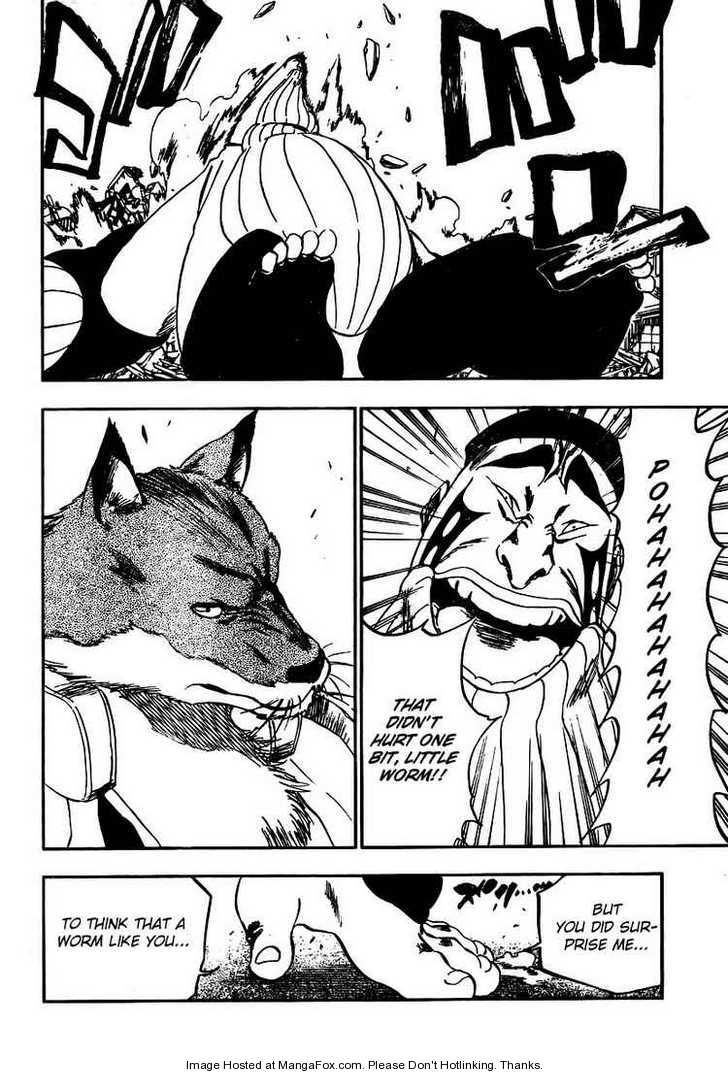 POHAHAHAHAHAHAH
THAT
DIDN'T
HURT ONE
BIT, LITTLE
WORM!!
BUT
YOU DID SUR-
PRISE ME...
TO THINK THAT A
WORM LIKE YOU...
Image Hosted at MangaFox.com. Please Don't Hotlinking. Thanks.